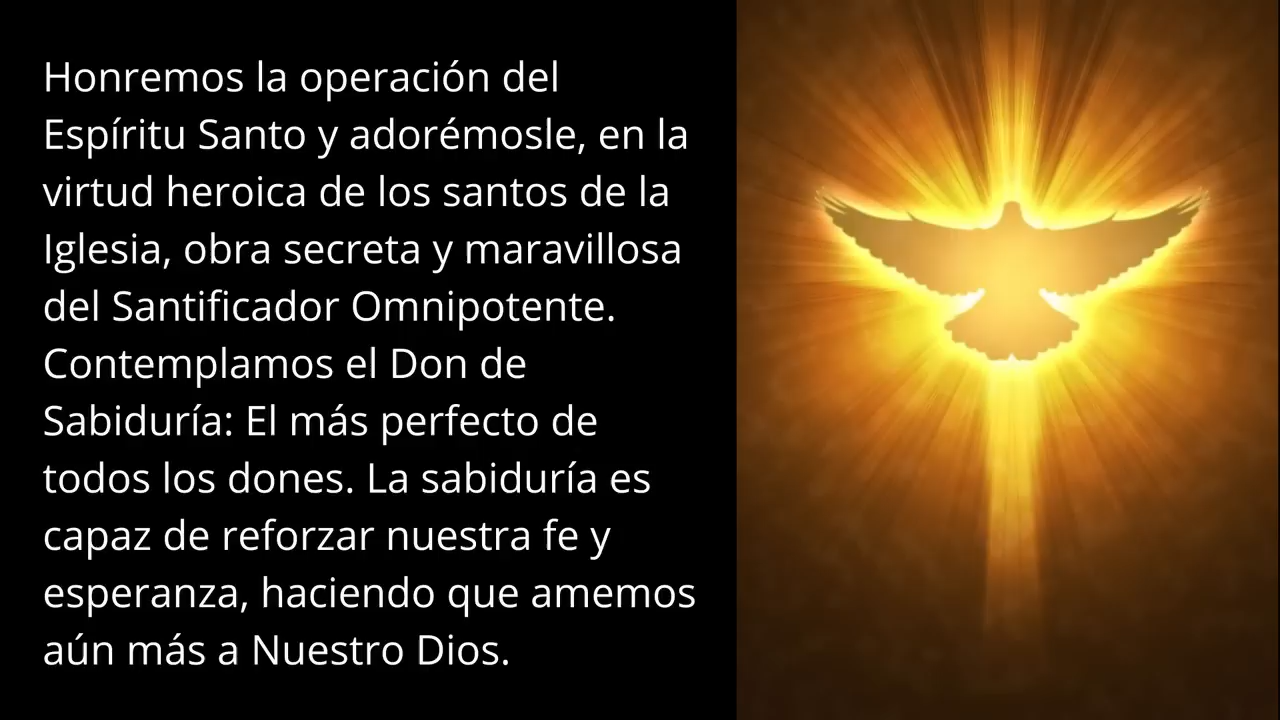 Honremos la operación del
Espíritu Santo y adorémosle, en la
virtud heroica de los santos de la
Iglesia, obra secreta y maravillosa
del Santificador Omnipotente.
Contemplamos el Don de
Sabiduría: El más perfecto de
todos los dones. La sabiduría es
capaz de reforzar nuestra fe y
esperanza, haciendo que amemos
aún más a Nuestro Dios.